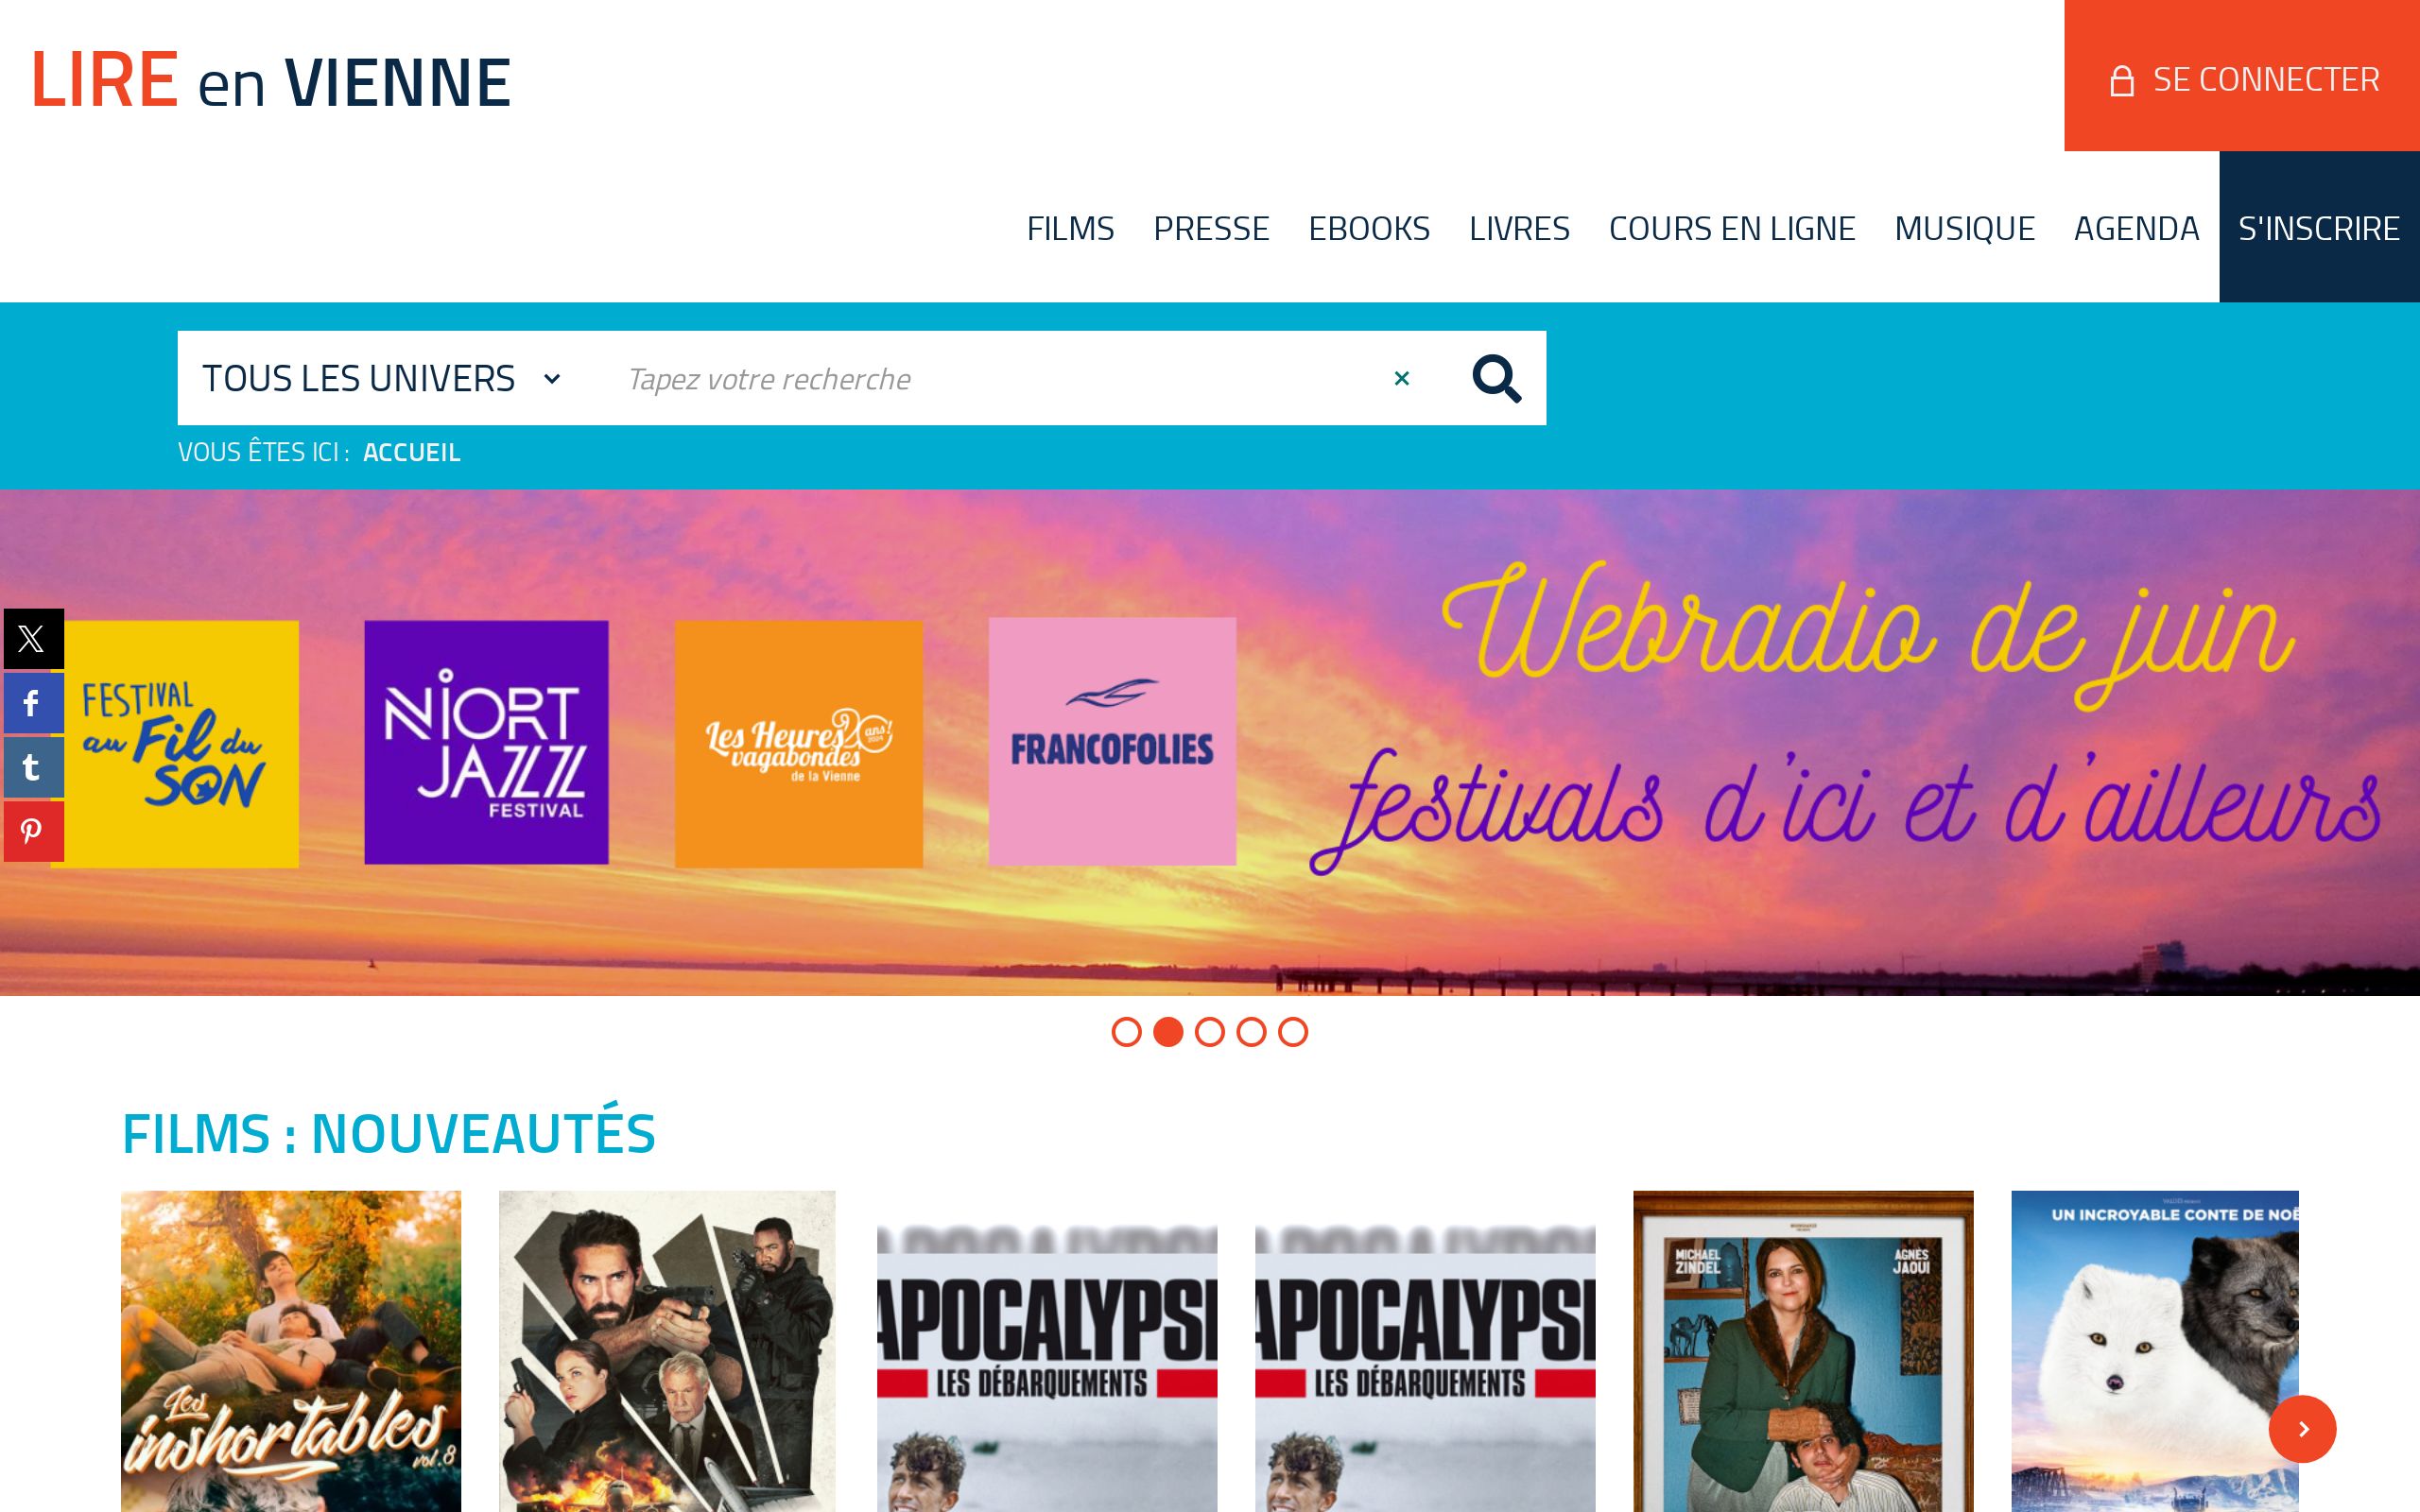 LIRE en VIENNE
SE CONNECTER
FILMS PRESSE EBOOKS LIVRES COURS EN LIGNE MUSIQUE AGENDA S'INSCRIRE
TOUS LES UNIVERS Tapez votre recherche
VOUS ÊTES ICI : ACCUEIL
FESTIVAL
au Fil du
SON
NIORT
JAZZ
FESTIVAL
Les Heures
vagabondes
de la Vienne
20 ans!
2024
FRANCOFOLIES
Webradio de juin
festivals d'ici et d'ailleurs
FILMS : NOUVEAUTÉS
Les
inshortables
vol.8
APOCALYPSE
LES DÉBARQUEMENTS
APOCALYPSE
LES DÉBARQUEMENTS
MICHAEL
ZINDEL
AGNÈS
JAOUI
UN INCROYABLE CONTE DE NOË